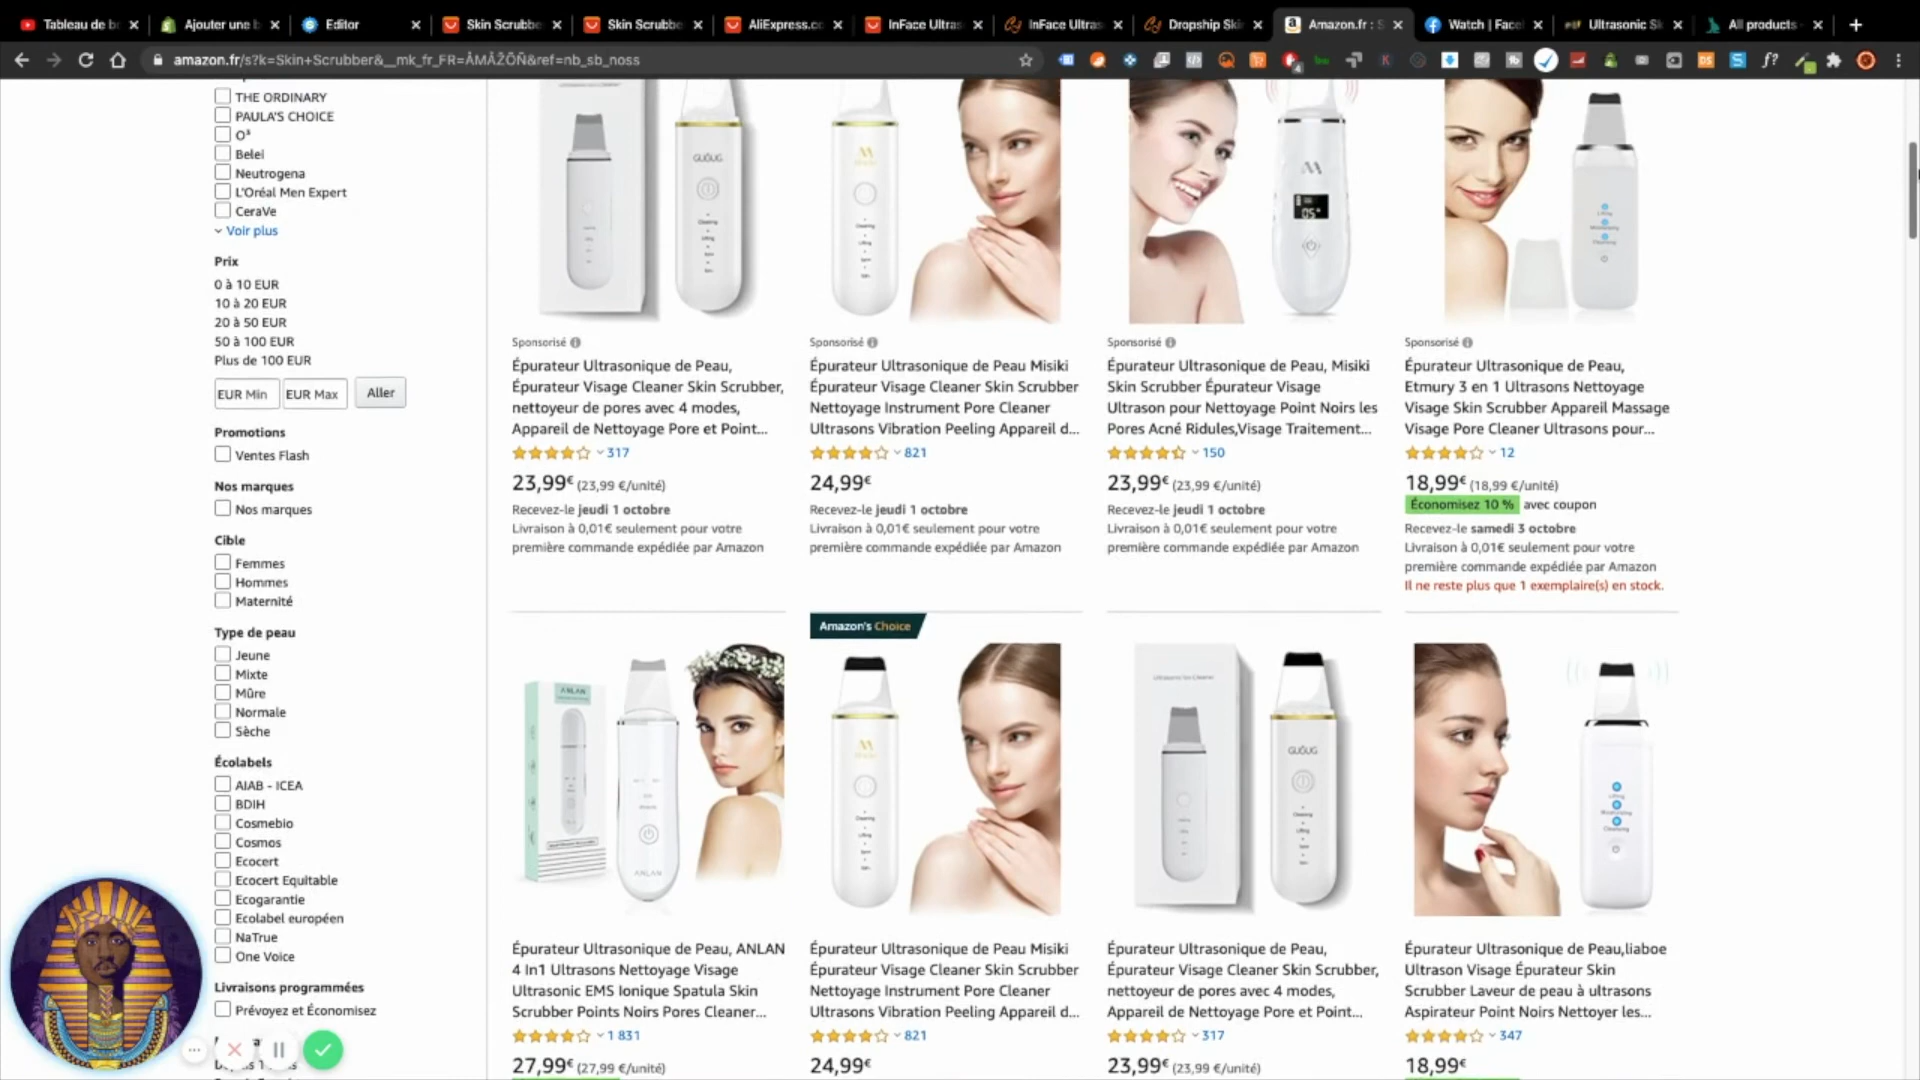 Tableau de b
Ajouter une b
Editor
Skin Scrubbe
Skin Scrubbe
AliExpress.co
InFace Ultras
InFace Ultras
Dropship Ski
Amazon.fr : S
Watch | Face
Ultrasonic Sk
All products
amazon.fr/s?k=Skin+Scrubber&__mk_fr_FR=ÅMÅŽÕÑ&ref=nb_sb_noss
THE ORDINARY
PAULA'S CHOICE
O³
Belei
Neutrogena
L'Oréal Men Expert
CeraVe
Voir plus
Prix
0 à 10 EUR
10 à 20 EUR
20 à 50 EUR
50 à 100 EUR
Plus de 100 EUR
EUR Min
EUR Max
Aller
Promotions
Ventes Flash
Nos marques
Nos marques
Cible
Femmes
Hommes
Maternité
Type de peau
Jeune
Mixte
Mûre
Normale
Sèche
Écolabels
AIAB - ICEA
BDIH
Cosmebio
Cosmos
Ecocert
Ecocert Equitable
Ecogarantie
Ecolabel européen
NaTrue
One Voice
Livraisons programmées
Prévoyez et Économisez
GUGUG
Sponsorisé
Épurateur Ultrasonique de Peau,
Épurateur Visage Cleaner Skin Scrubber,
nettoyeur de pores avec 4 modes,
Appareil de Nettoyage Pore et Point...
317
23,99€ (23,99 €/unité)
Recevez-le jeudi 1 octobre
Livraison à 0,01€ seulement pour votre
première commande expédiée par Amazon
Sponsorisé
Épurateur Ultrasonique de Peau Misiki
Épurateur Visage Cleaner Skin Scrubber
Nettoyage Instrument Pore Cleaner
Ultrasons Vibration Peeling Appareil d...
821
24,99€
Recevez-le jeudi 1 octobre
Livraison à 0,01€ seulement pour votre
première commande expédiée par Amazon
Sponsorisé
Épurateur Ultrasonique de Peau, Misiki
Skin Scrubber Épurateur Visage
Ultrason pour Nettoyage Point Noirs les
Pores Acné Ridules,Visage Traitement...
150
23,99€ (23,99 €/unité)
Recevez-le jeudi 1 octobre
Livraison à 0,01€ seulement pour votre
première commande expédiée par Amazon
Sponsorisé
Épurateur Ultrasonique de Peau,
Etmury 3 en 1 Ultrasons Nettoyage
Visage Skin Scrubber Appareil Massage
Visage Pore Cleaner Ultrasons pour...
12
18,99€ (18,99 €/unité)
Économisez 10 % avec coupon
Recevez-le samedi 3 octobre
Livraison à 0,01€ seulement pour votre
première commande expédiée par Amazon
Il ne reste plus que 1 exemplaire(s) en stock.
Amazon's Choice
ANLAN
ANLAN
GUGUG
Épurateur Ultrasonique de Peau, ANLAN
4 In1 Ultrasons Nettoyage Visage
Ultrasonic EMS Ionique Spatula Skin
Scrubber Points Noirs Pores Cleaner...
1 831
27,99€ (27,99 €/unité)
Épurateur Ultrasonique de Peau Misiki
Épurateur Visage Cleaner Skin Scrubber
Nettoyage Instrument Pore Cleaner
Ultrasons Vibration Peeling Appareil d...
821
24,99€
Épurateur Ultrasonique de Peau,
Épurateur Visage Cleaner Skin Scrubber,
nettoyeur de pores avec 4 modes,
Appareil de Nettoyage Pore et Point...
317
23,99€ (23,99 €/unité)
Épurateur Ultrasonique de Peau,liaboe
Ultrason Visage Épurateur Skin
Scrubber Laveur de peau à ultrasons
Aspirateur Point Noirs Nettoyer les...
347
18,99€